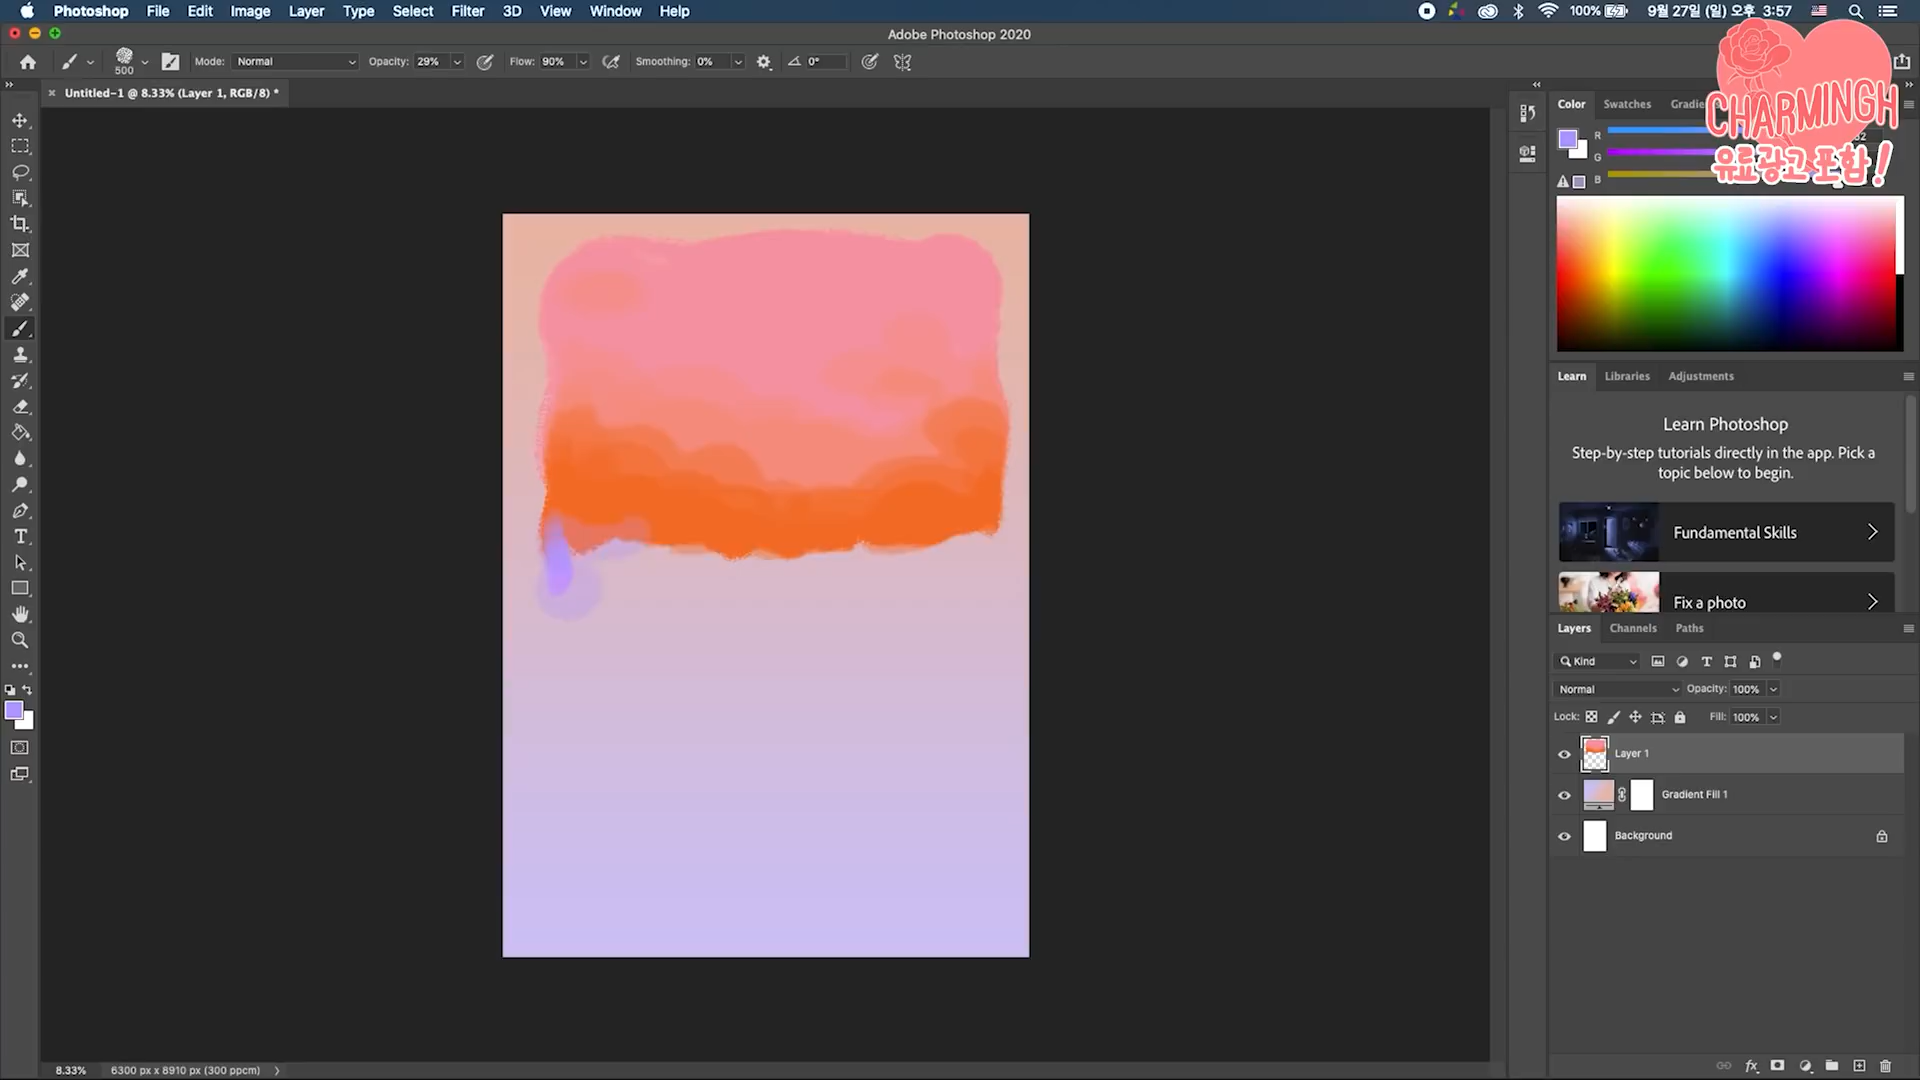 Photoshop File Edit Image Layer Type Select Filter 3D View Window Help
100% 9월 27일 (일) 오후 3:57
Adobe Photoshop 2020
500 Mode: Normal Opacity: 29% Flow: 90% Smoothing: 0% 0°
Untitled-1 @ 8.33% (Layer 1, RGB/8) *
Color Swatches
CHARMINGH
유료광고 포함!
R
G
B
Learn Libraries Adjustments
Learn Photoshop
Step-by-step tutorials directly in the app. Pick a
topic below to begin.
Fundamental Skills
Fix a photo
Layers Channels Paths
Kind
Normal Opacity: 100%
Lock: Fill: 100%
Layer 1
Gradient Fill 1
Background
8.33% 6300 px x 8910 px (300 ppcm)